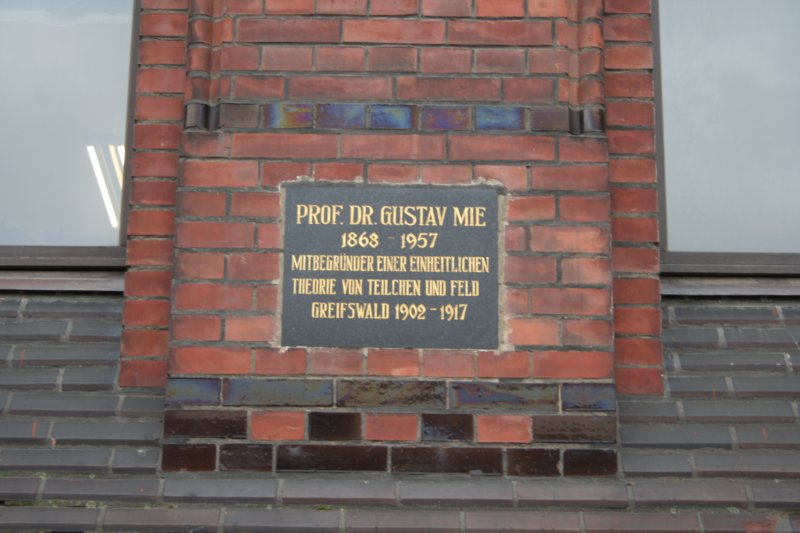 PROF. DR. GUSTAV MIE
1868 - 1957
MITBEGRÜNDER EINER EINHEITLICHEN
THEORIE VON TEILCHEN UND FELD
GREIFSWALD 1902 - 1917